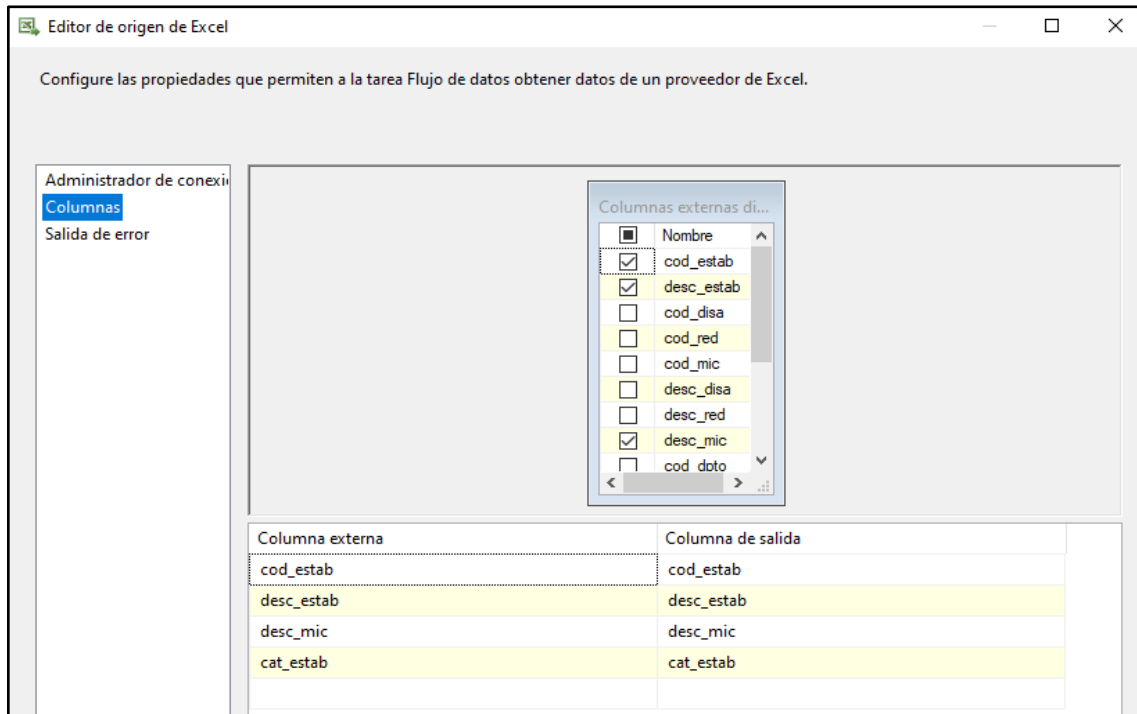 Editor de origen de Excel
Configure las propiedades que permiten a la tarea Flujo de datos obtener datos de un proveedor de Excel.
Administrador de conexi
Columnas
Salida de error
Columnas externas di...
Nombre
cod_estab
desc_estab
cod_disa
cod_red
cod_mic
desc_disa
desc_red
desc_mic
cod_dpto
Columna externa Columna de salida
cod_estab cod_estab
desc_estab desc_estab
desc_mic desc_mic
cat_estab cat_estab